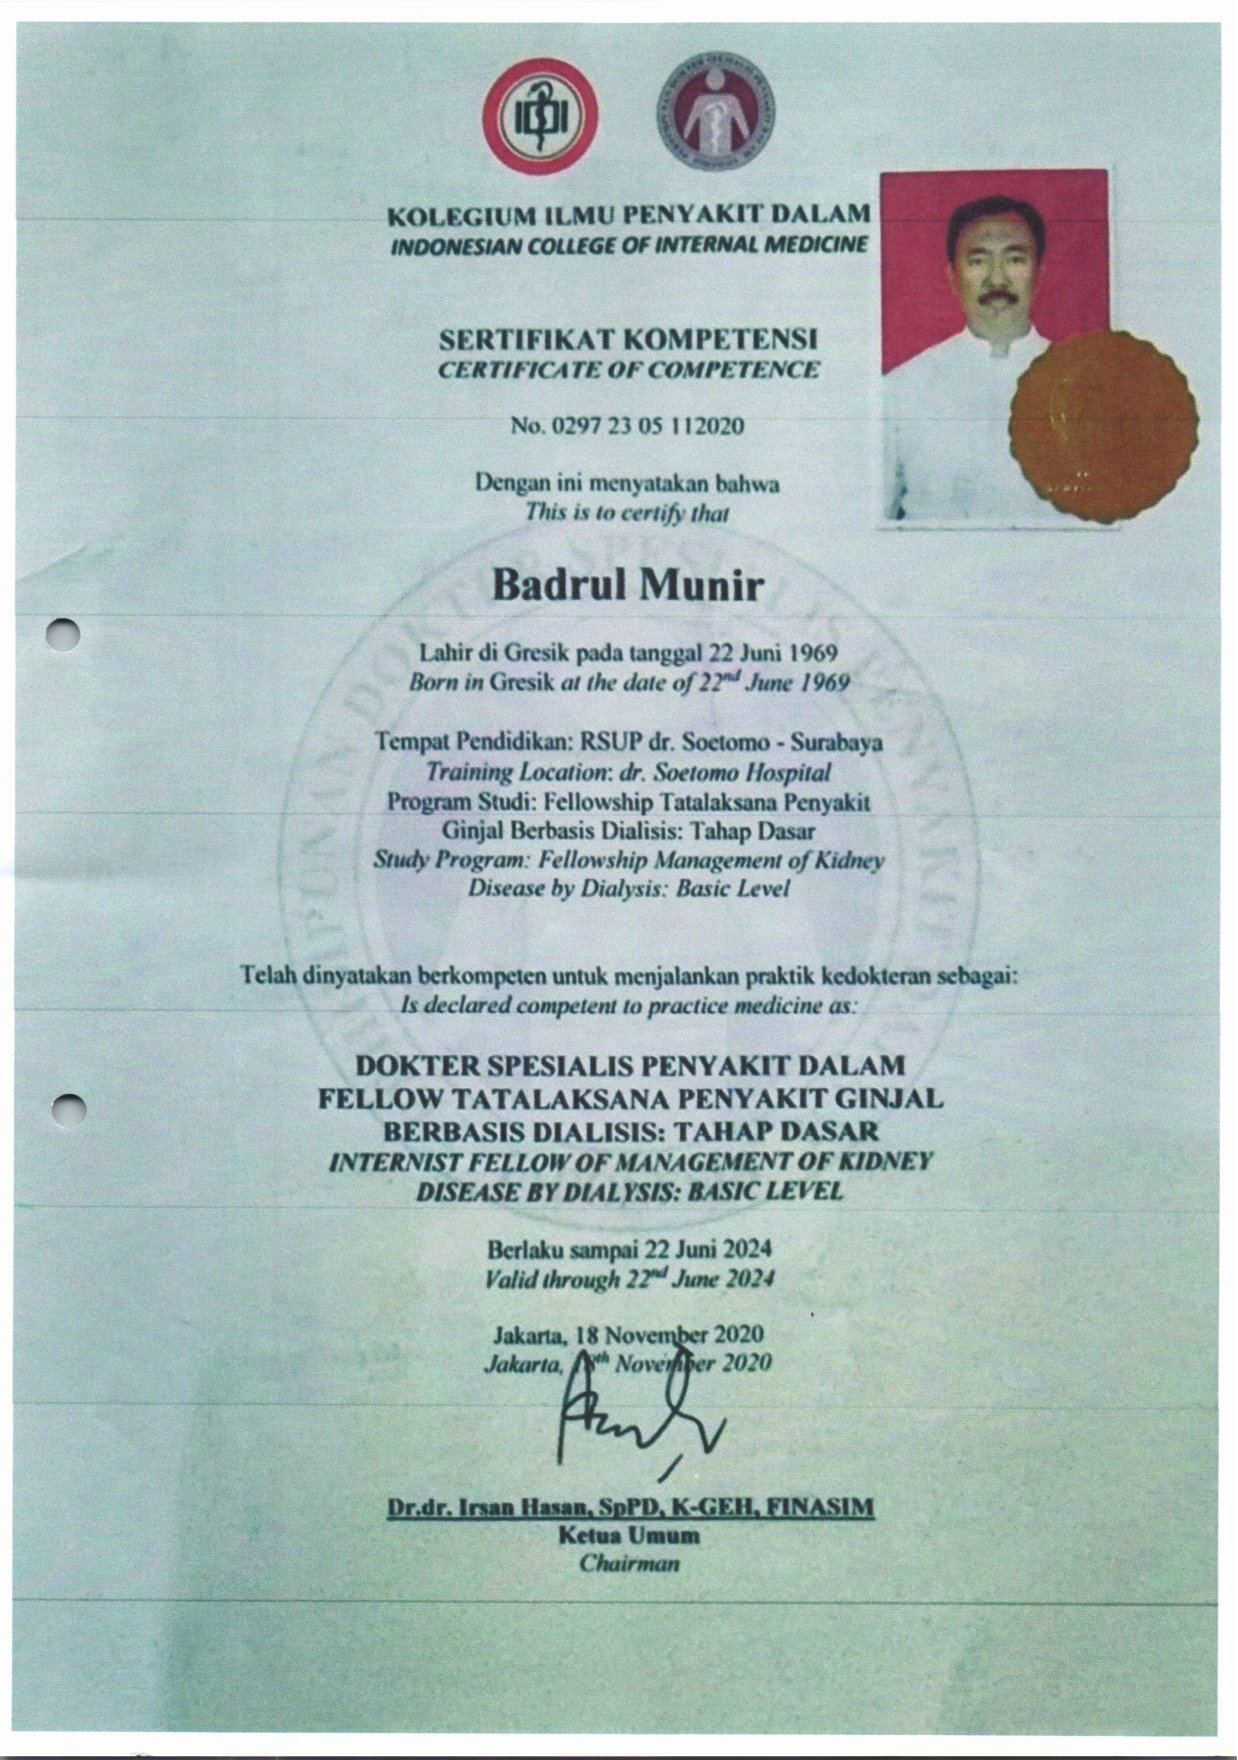 IDI
KOLEGIUM ILMU PENYAKIT DALAM
INDONESIAN COLLEGE OF INTERNAL MEDICINE
SERTIFIKAT KOMPETENSI
CERTIFICATE OF COMPETENCE
No. 0297 23 05 112020
Dengan ini menyatakan bahwa
This is to certify that
Badrul Munir
Lahir di Gresik pada tanggal 22 Juni 1969
Born in Gresik at the date of 22nd June 1969
Tempat Pendidikan: RSUP dr. Soetomo - Surabaya
Training Location: dr. Soetomo Hospital
Program Studi: Fellowship Tatalaksana Penyakit
Ginjal Berbasis Dialisis: Tahap Dasar
Study Program: Fellowship Management of Kidney
Disease by Dialysis: Basic Level
Telah dinyatakan berkompeten untuk menjalankan praktik kedokteran sebagai:
Is declared competent to practice medicine as:
DOKTER SPESIALIS PENYAKIT DALAM
FELLOW TATALAKSANA PENYAKIT GINJAL
BERBASIS DIALISIS: TAHAP DASAR
INTERNIST FELLOW OF MANAGEMENT OF KIDNEY
DISEASE BY DIALYSIS: BASIC LEVEL
Berlaku sampai 22 Juni 2024
Valid through 22nd June 2024
Jakarta, 18 November 2020
Jakarta, 18th November 2020
Dr.dr. Irsan Hasan, SpPD, K-GEH, FINASIM
Ketua Umum
Chairman